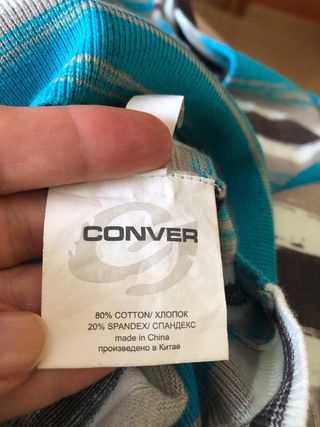 CONVER
80% COTTON/ ХЛОПОК
20% SPANDEX/ СПАНДЕКС
made in China
произведено в Китае